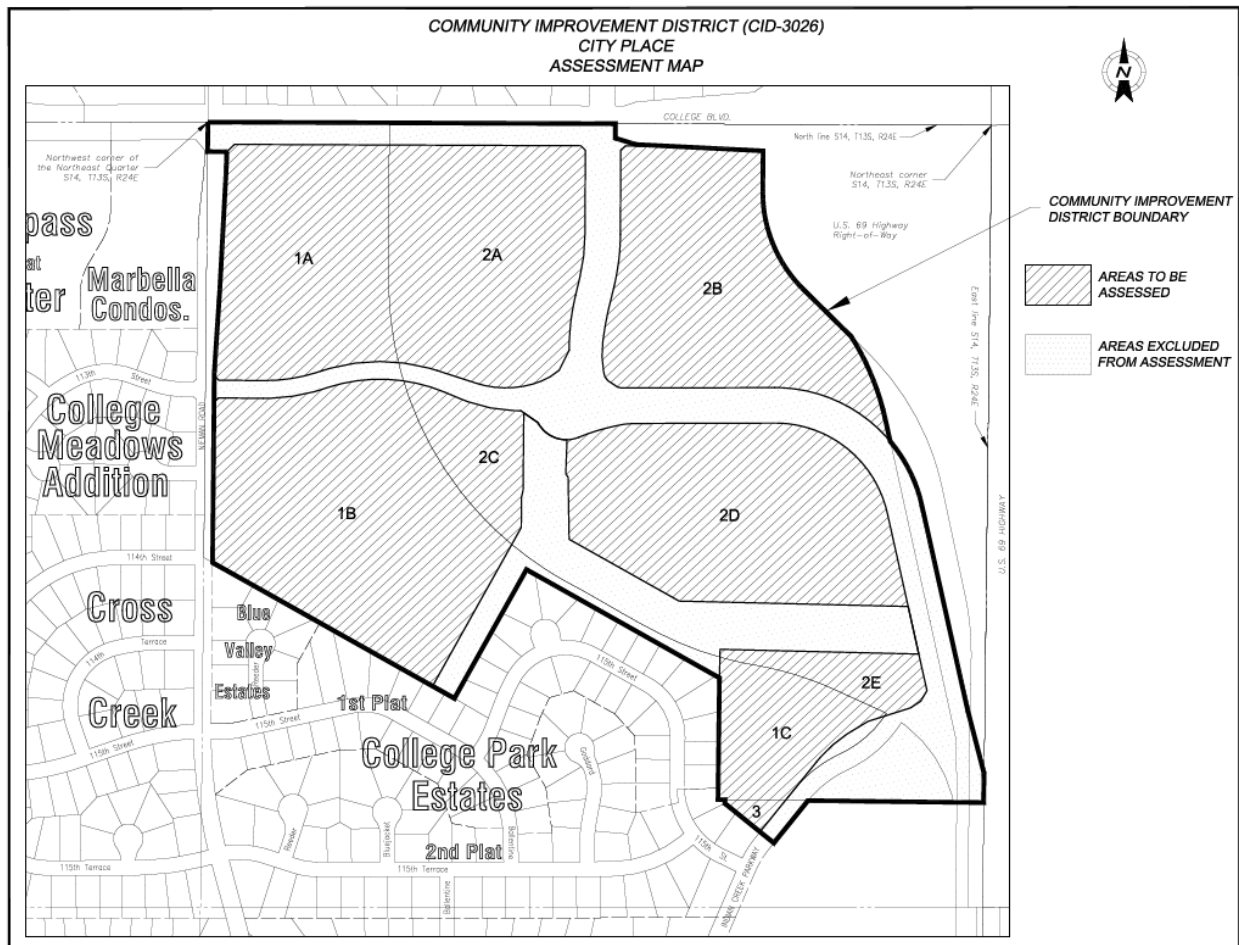 COMMUNITY IMPROVEMENT DISTRICT (CID-3026)
CITY PLACE
ASSESSMENT MAP
N
COLLEGE BLVD.
North line S14, T13S, R24E
Northwest corner of
the Northeast Quarter
S14, T13S, R24E
Northeast corner
S14, T13S, R24E
COMMUNITY IMPROVEMENT
DISTRICT BOUNDARY
U.S. 69 Highway
Right-of-Way
pass
at
ter
Marbella
Condos.
1A
2A
2B
AREAS TO BE
ASSESSED
AREAS EXCLUDED
FROM ASSESSMENT
East line S14, T13S, R24E
113th Street
College
Meadows
Addition
NEIMAN ROAD
2C
1B
2D
U.S. 69 HIGHWAY
114th Street
Cross
Creek
114th Terrace
115th Street
Blue
Valley
Estates
Reeder
1st Plat
115th Street
115th Street
College Park
Estates
Goddard
2E
1C
3
2nd Plat
Reeder
Bluejacket
Ballentine
115th Terrace
115th Terrace
Ballentine
115th St
INDIAN CREEK PARKWAY